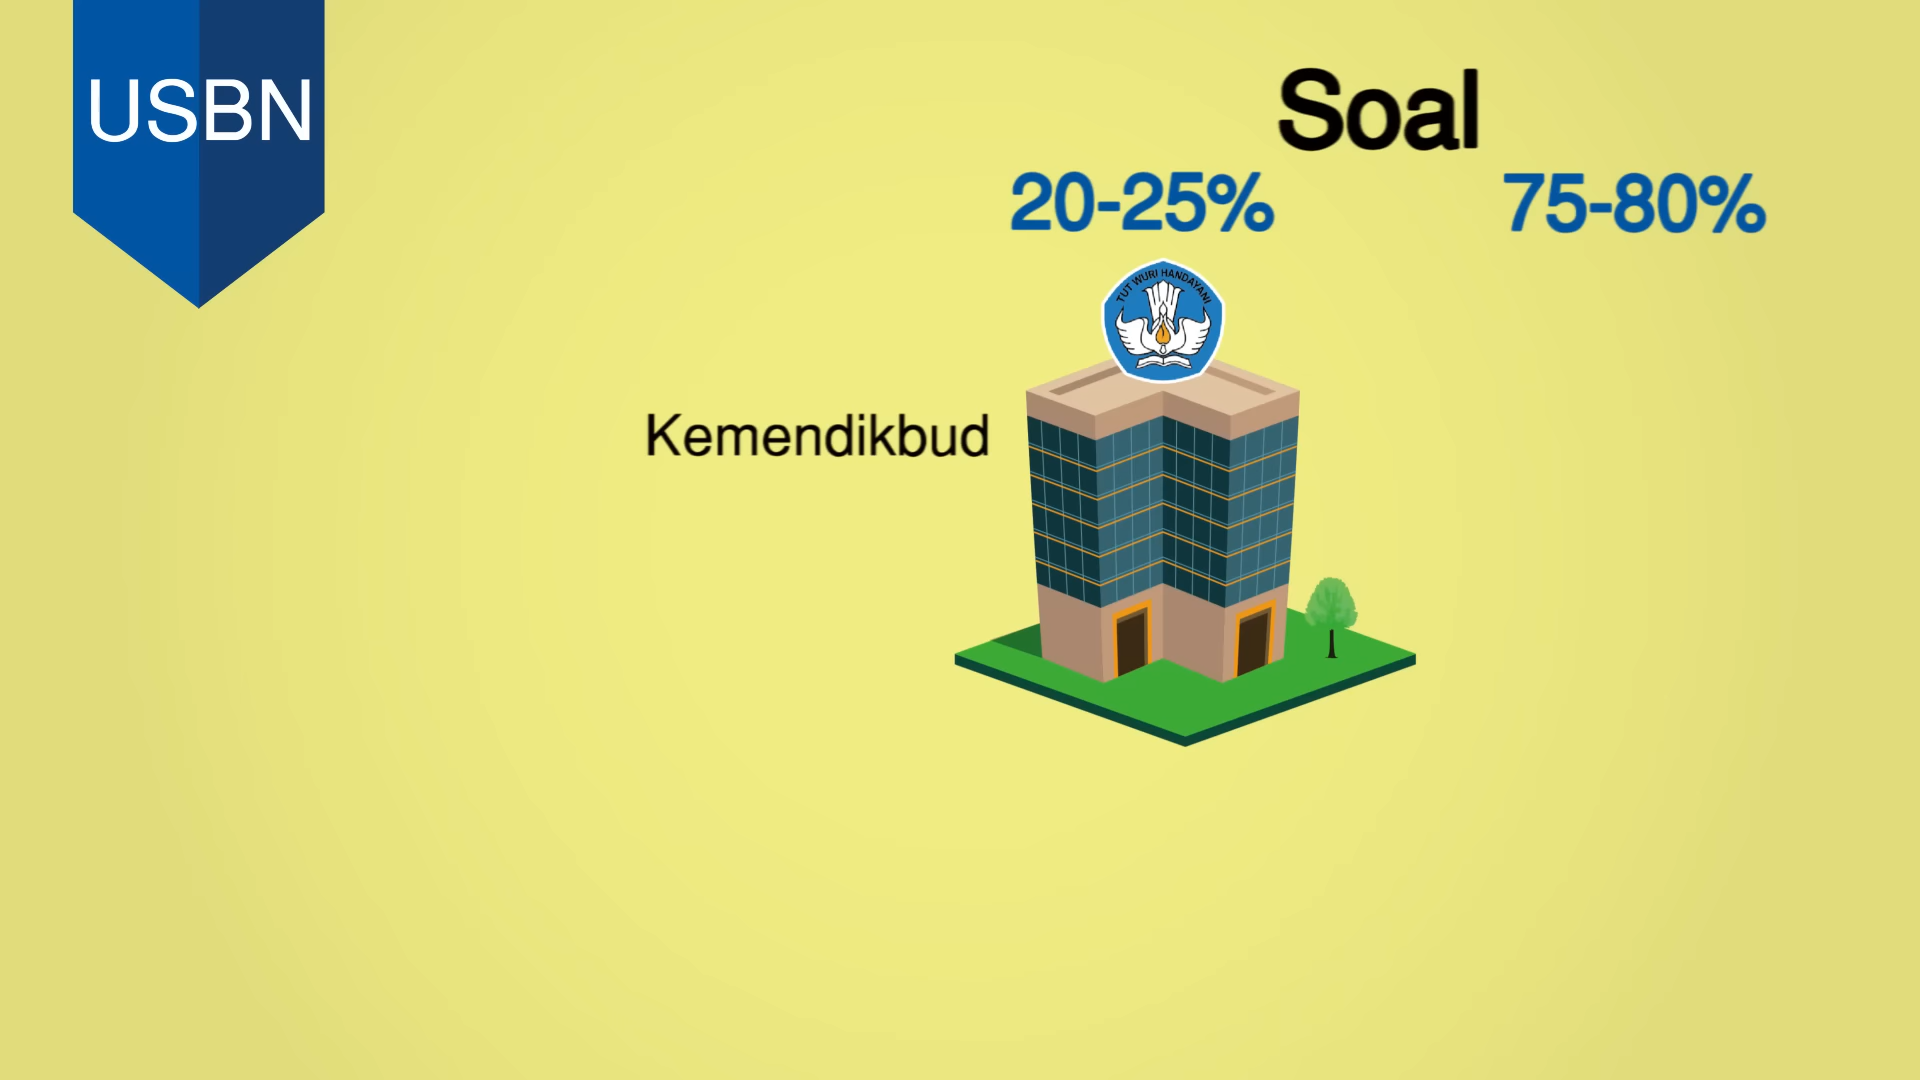 USBN
Soal
20-25%
75-80%
TUT WURI HANDAYANI
Kemendikbud